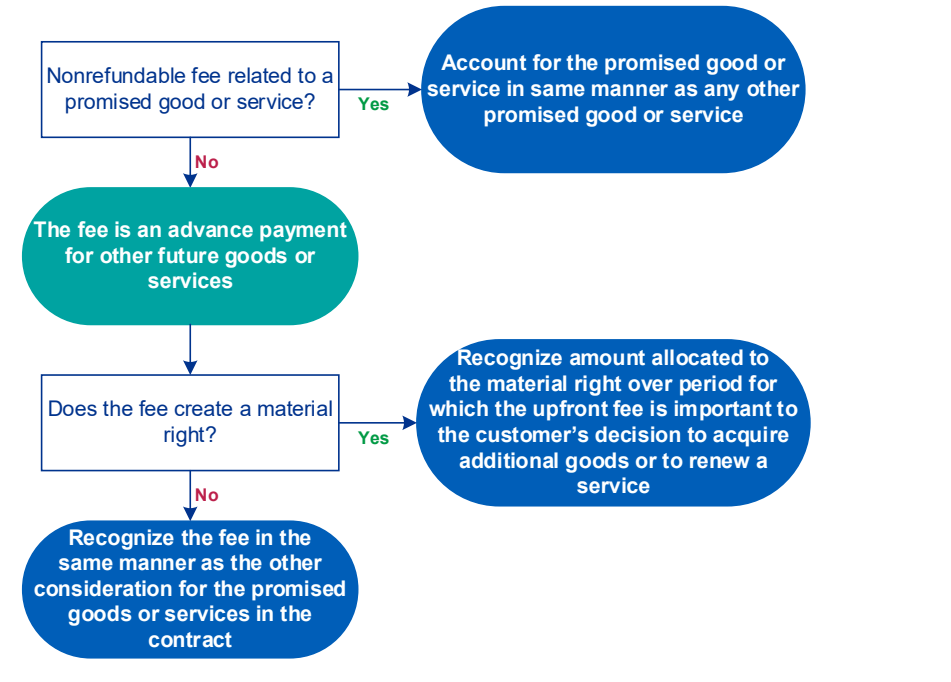 Nonrefundable fee related to a
promised good or service?
Yes
Account for the promised good or
service in same manner as any other
promised good or service
No
The fee is an advance payment
for other future goods or
services
Does the fee create a material
right?
Yes
Recognize amount allocated to
the material right over period for
which the upfront fee is important to
the customer's decision to acquire
additional goods or to renew a
service
No
Recognize the fee in the
same manner as the other
consideration for the promised
goods or services in the
contract